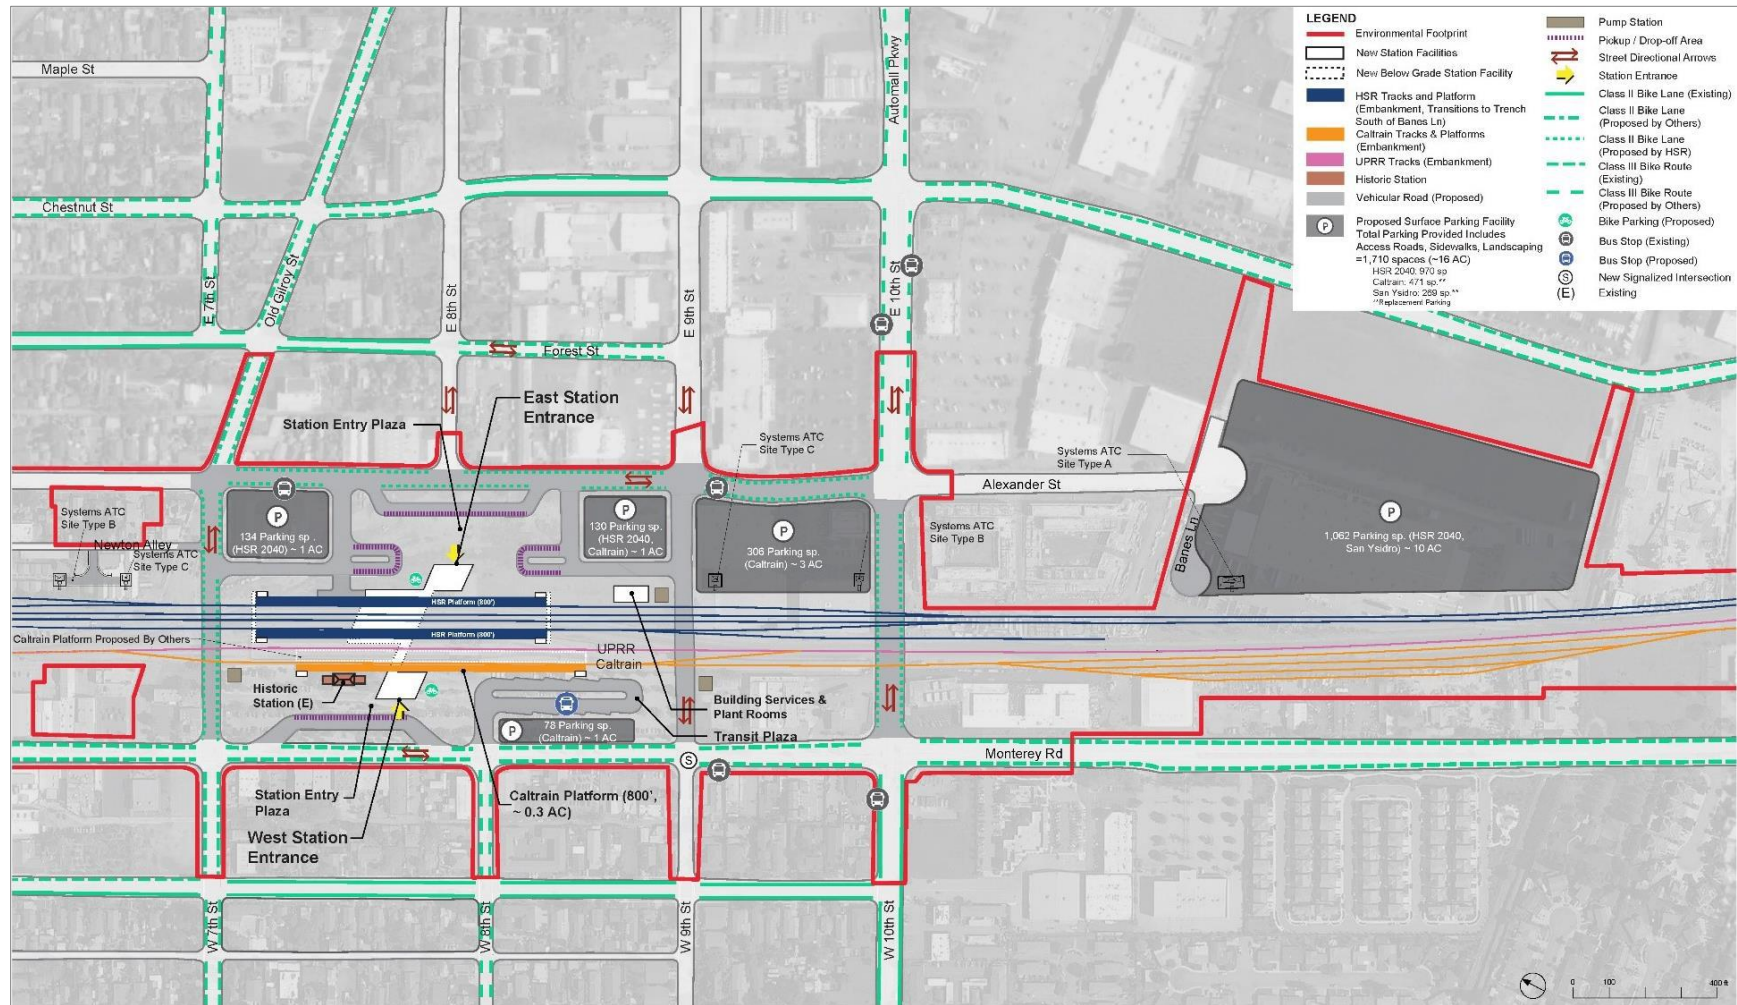 LEGEND
Environmental Footprint
New Station Facilities
New Below Grade Station Facility
HSR Tracks and Platform
(Embankment, Transitions to Trench
South of Banes Ln)
Caltrain Tracks & Platforms
(Embankment)
UPRR Tracks (Embankment)
Historic Station
Vehicular Road (Proposed)
P
Proposed Surface Parking Facility
Total Parking Provided Includes
Access Roads, Sidewalks, Landscaping
=1,710 spaces (~16 AC)
HSR 2040: 970 sp
Caltrain: 471 sp.**
San Ysidro: 269 sp.**
**Replacement Parking
Pump Station
Pickup / Drop-off Area
Street Directional Arrows
Station Entrance
Class II Bike Lane (Existing)
Class II Bike Lane
(Proposed by Others)
Class II Bike Lane
(Proposed by HSR)
Class III Bike Route
(Existing)
Class III Bike Route
(Proposed by Others)
Bike Parking (Proposed)
Bus Stop (Existing)
Bus Stop (Proposed)
S
New Signalized Intersection
(E)
Existing
Maple St
Chestnut St
E 7th St
Old Gilroy St
E 8th St
E 9th St
Automall Pkwy
E 10th St
Forest St
East Station
Entrance
Station Entry Plaza
Systems ATC
Site Type C
Systems ATC
Site Type A
Alexander St
Systems ATC
Site Type B
Newton Alley
Systems ATC
Site Type C
P
134 Parking sp.
(HSR 2040) ~ 1 AC
P
130 Parking sp.
(HSR 2040,
Caltrain) ~ 1 AC
P
306 Parking sp.
(Caltrain) ~ 3 AC
Systems ATC
Site Type B
Banes Ln
P
1,062 Parking sp. (HSR 2040,
San Ysidro) ~ 10 AC
HSR Platform (800')
HSR Platform (800')
Caltrain Platform Proposed By Others
UPRR
Caltrain
Historic
Station (E)
Building Services &
Plant Rooms
P
78 Parking sp.
(Caltrain) ~ 1 AC
Transit Plaza
S
Monterey Rd
Station Entry
Plaza
Caltrain Platform (800',
~ 0.3 AC)
West Station
Entrance
W 7th St
W 8th St
W 9th St
W 10th St
0 100 400 ft